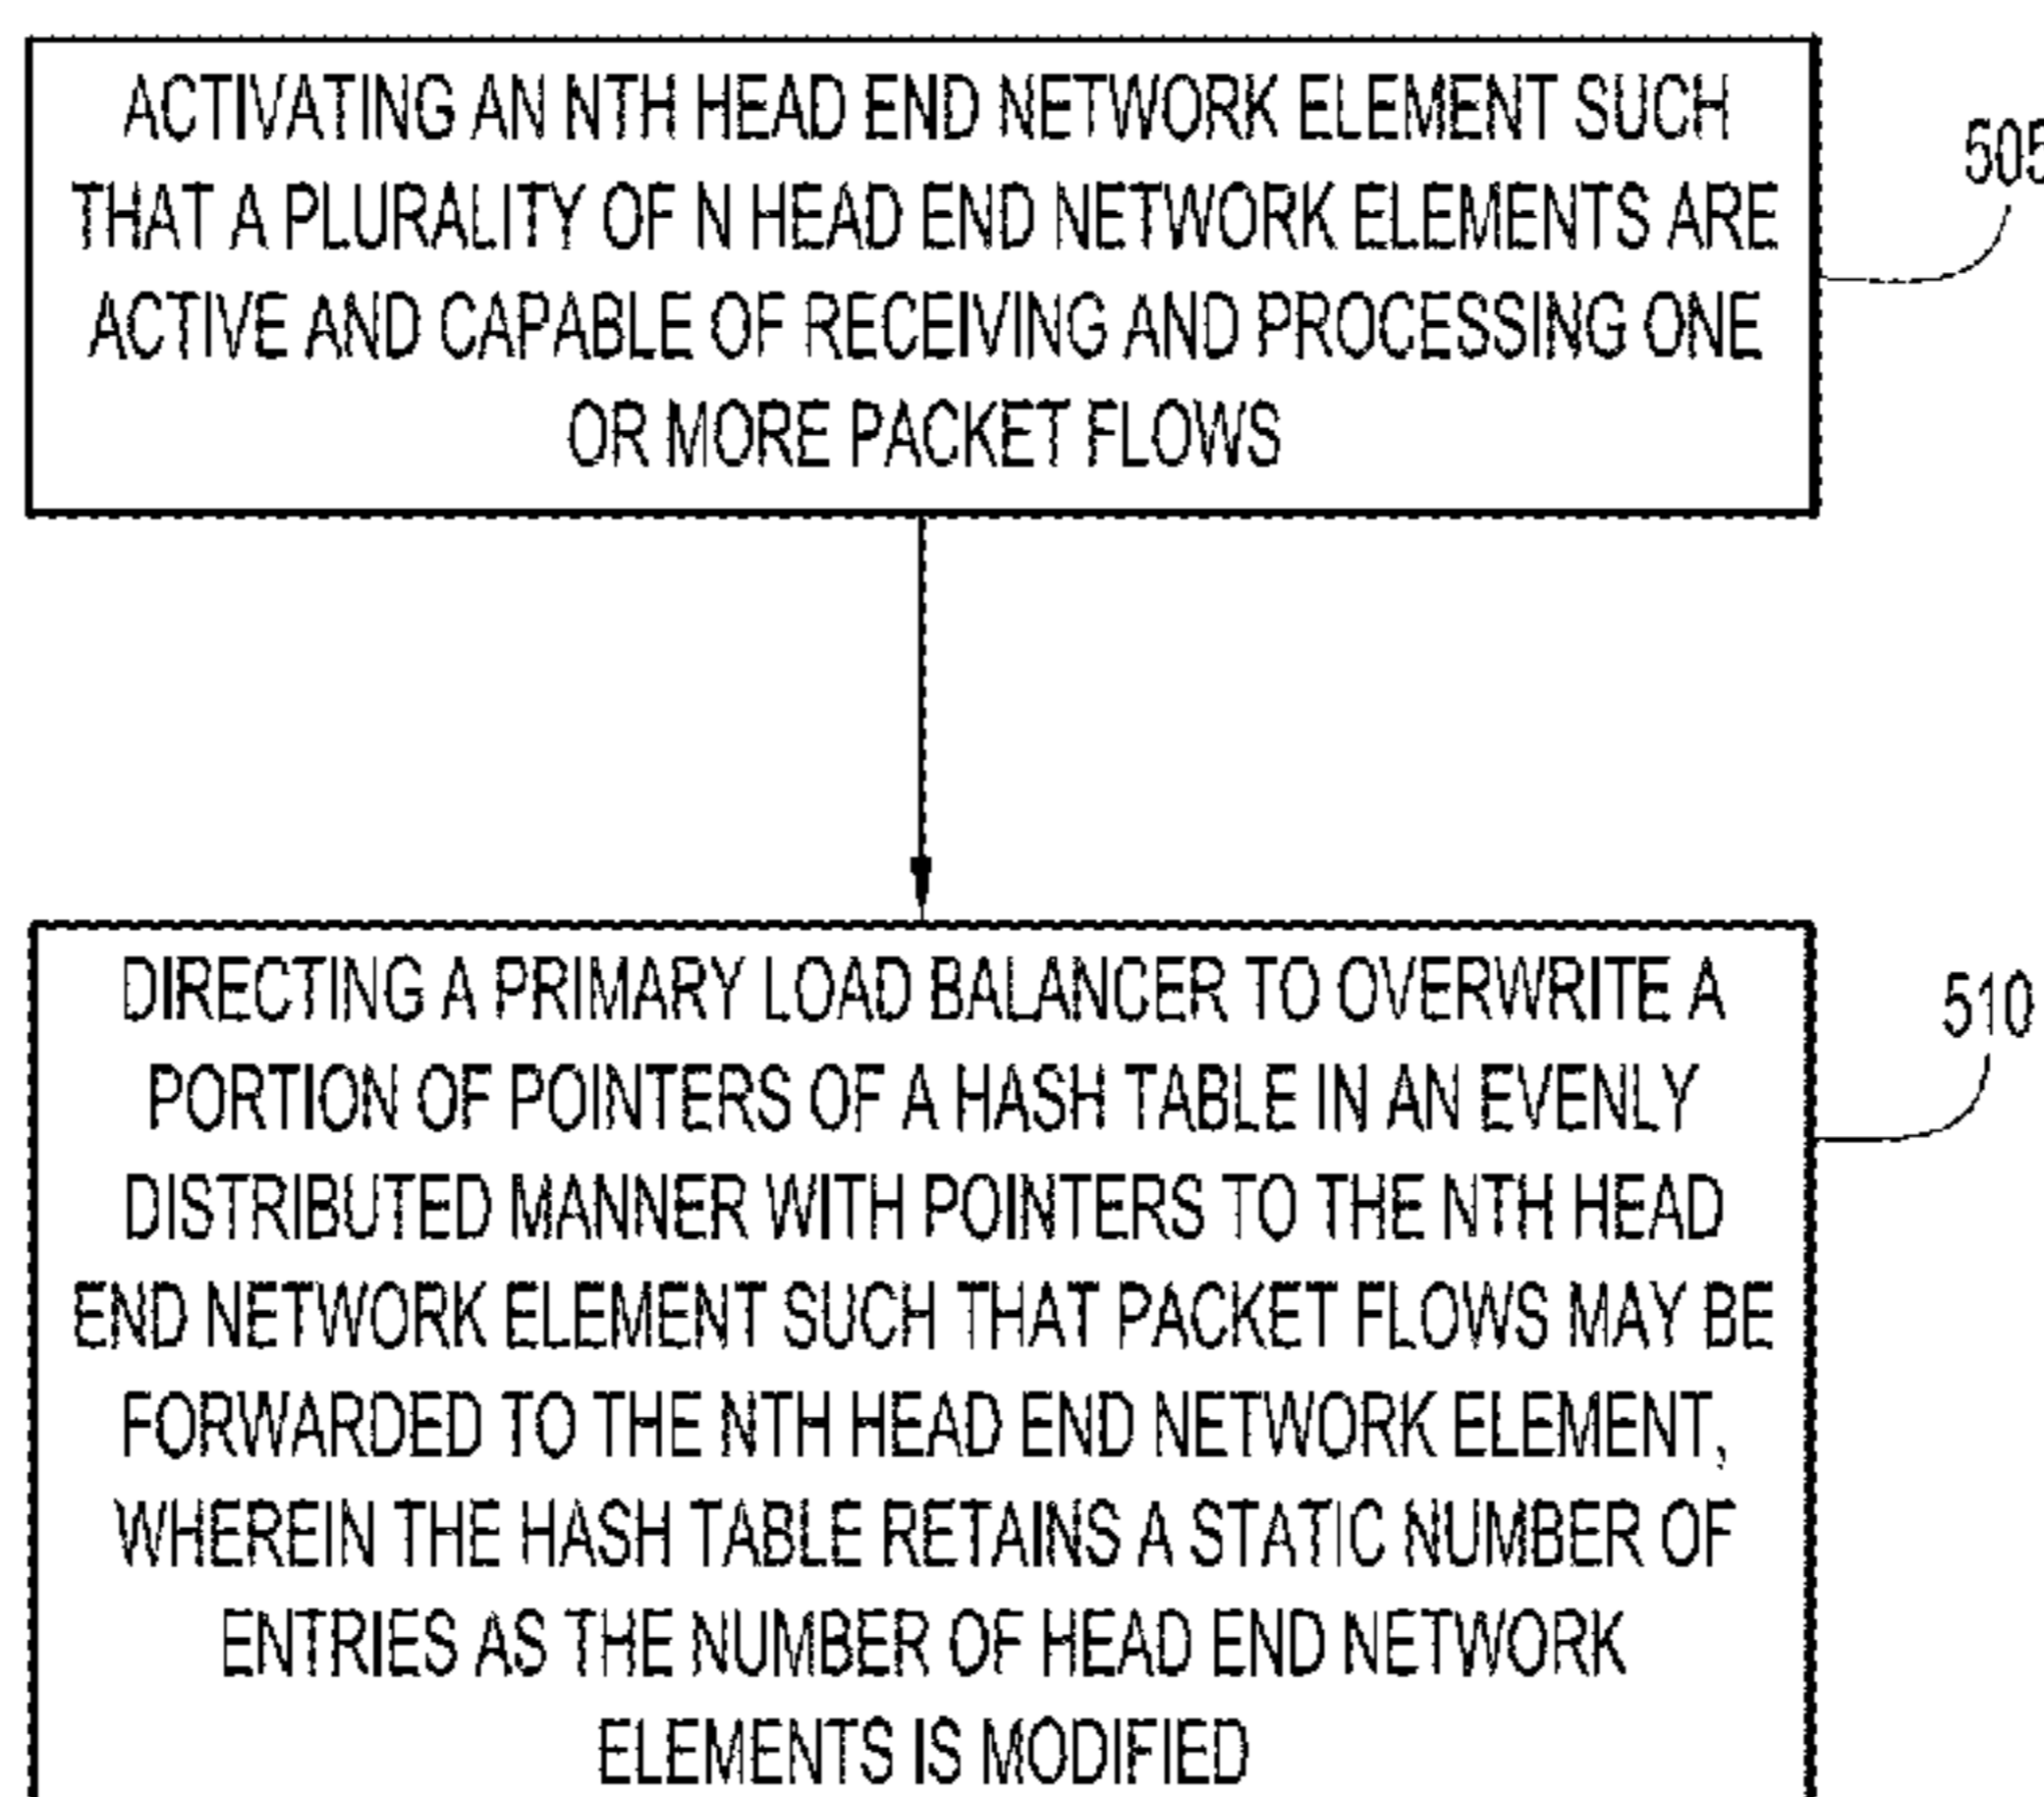 ACTIVATING AN NTH HEAD END NETWORK ELEMENT SUCH
THAT A PLURALITY OF N HEAD END NETWORK ELEMENTS ARE
ACTIVE AND CAPABLE OF RECEIVING AND PROCESSING ONE
OR MORE PACKET FLOWS
505
DIRECTING A PRIMARY LOAD BALANCER TO OVERWRITE A
PORTION OF POINTERS OF A HASH TABLE IN AN EVENLY
DISTRIBUTED MANNER WITH POINTERS TO THE NTH HEAD
END NETWORK ELEMENT SUCH THAT PACKET FLOWS MAY BE
FORWARDED TO THE NTH HEAD END NETWORK ELEMENT,
WHEREIN THE HASH TABLE RETAINS A STATIC NUMBER OF
ENTRIES AS THE NUMBER OF HEAD END NETWORK
ELEMENTS IS MODIFIED
510